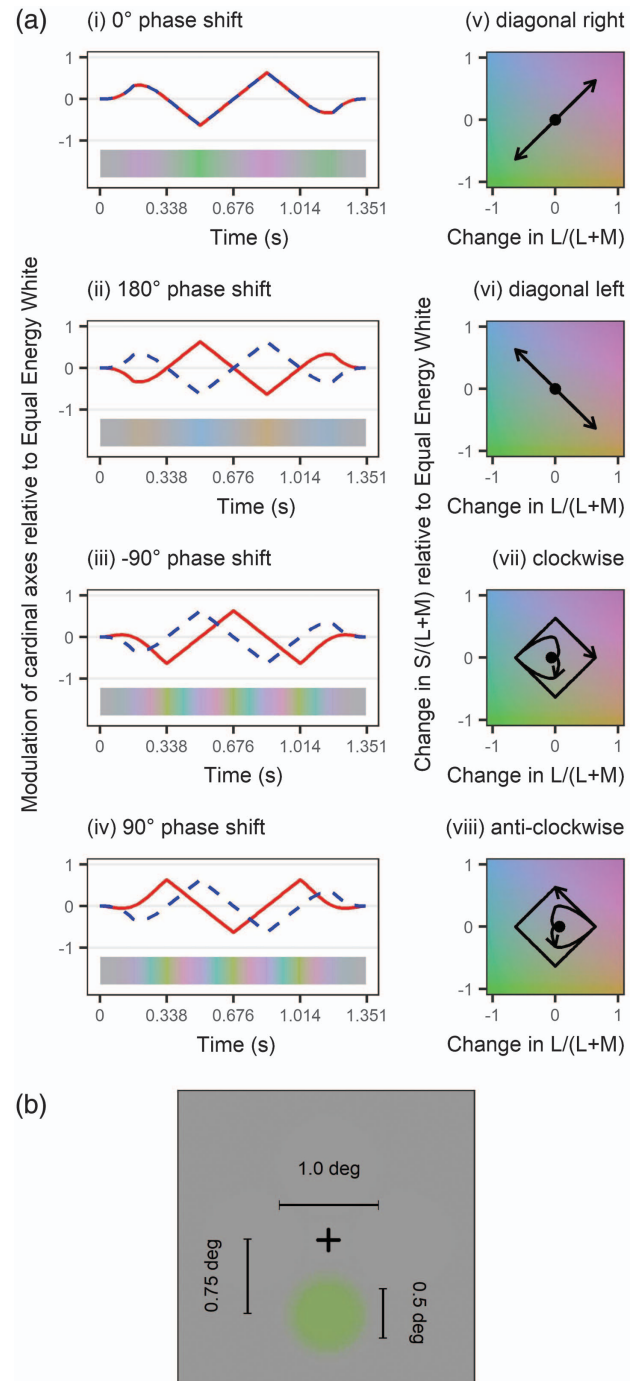 (a)
(i) 0° phase shift
(v) diagonal right
1
0
-1
0 0.338 0.676 1.014 1.351
Time (s)
1
0
-1
-1 0 1
Change in L/(L+M)
(ii) 180° phase shift
(vi) diagonal left
1
0
-1
0 0.338 0.676 1.014 1.351
Time (s)
1
0
-1
-1 0 1
Change in L/(L+M)
(iii) -90° phase shift
(vii) clockwise
1
0
-1
0 0.338 0.676 1.014 1.351
Time (s)
1
0
-1
-1 0 1
Change in L/(L+M)
(iv) 90° phase shift
(viii) anti-clockwise
1
0
-1
0 0.338 0.676 1.014 1.351
Time (s)
1
0
-1
-1 0 1
Change in L/(L+M)
Modulation of cardinal axes relative to Equal Energy White
Change in S/(L+M) relative to Equal Energy White
(b)
1.0 deg
0.75 deg
0.5 deg